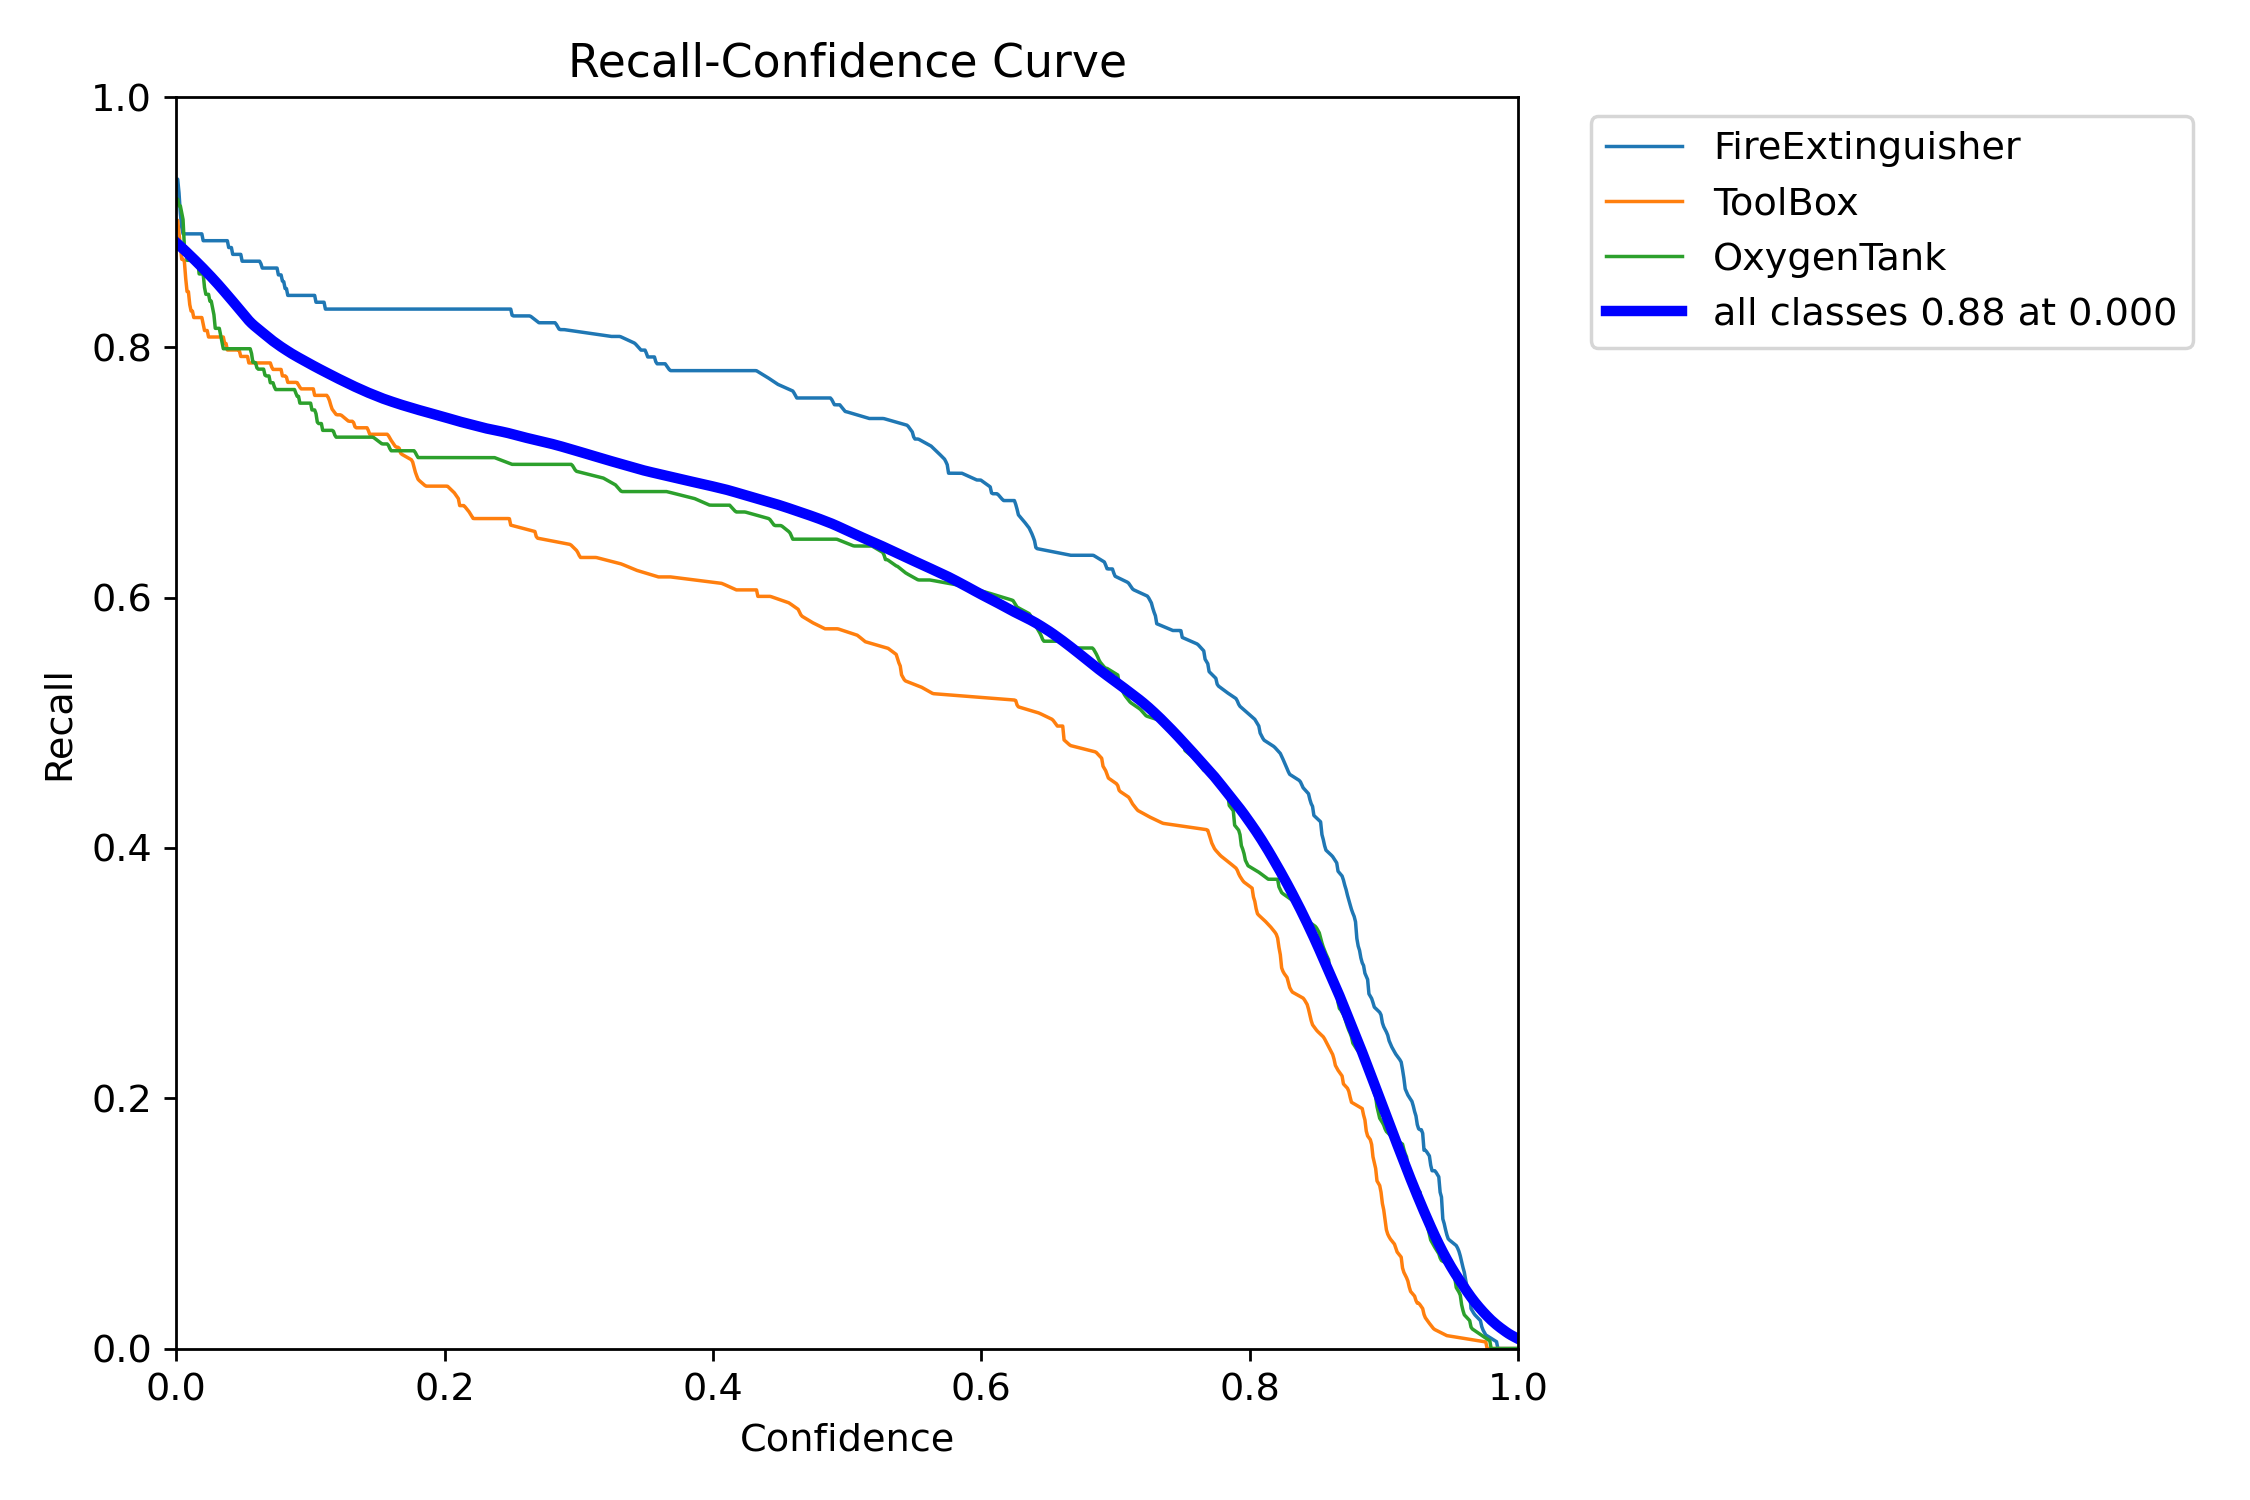 Recall-Confidence Curve
1.0
0.8
0.6
0.4
0.2
0.0
Recall
0.0 0.2 0.4 0.6 0.8 1.0
Confidence
FireExtinguisher
ToolBox
OxygenTank
all classes 0.88 at 0.000